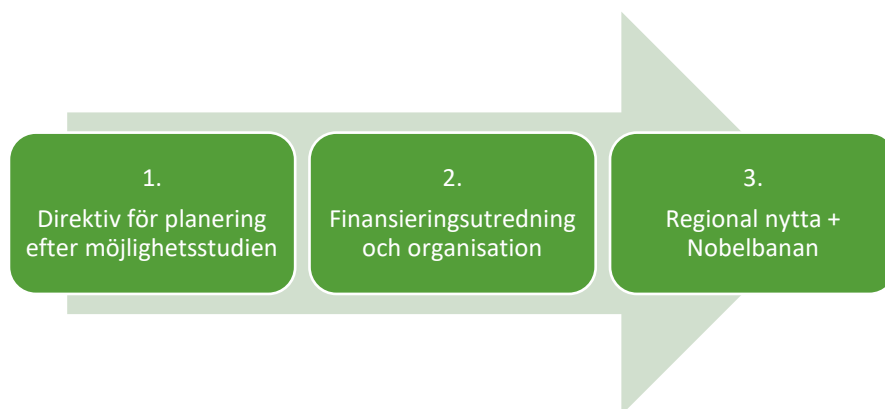 1.
Direktiv för planering
efter möjlighetsstudien
2.
Finansieringsutredning
och organisation
3.
Regional nytta +
Nobelbanan